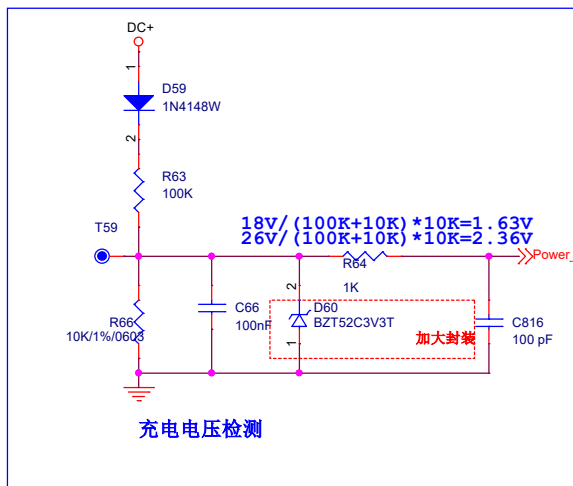 DC+
1
D59
1N4148W
2
R63
100K
T59
18V/(100K+10K)*10K=1.63V
26V/(100K+10K)*10K=2.36V
R64
1K
Power_
R66
10K/1%/0603
C66
100nF
2
D60
BZT52C3V3T
1
加大封装
C816
100 pF
充电电压检测